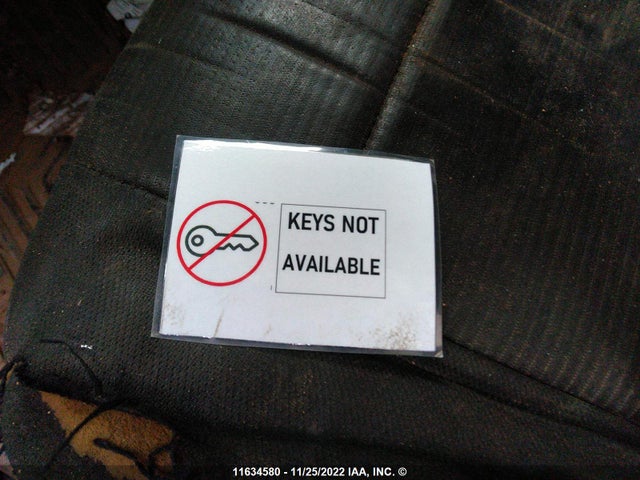 KEYS NOT
AVAILABLE
11634580 - 11/25/2022 IAA, INC. ©